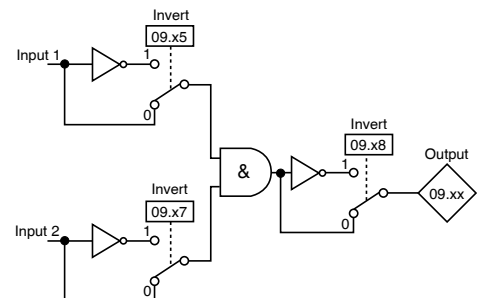 Invert
09.x5
Input 1
1
0
&
Invert
09.x8
1
0
Output
09.xx
Invert
09.x7
Input 2
1
0